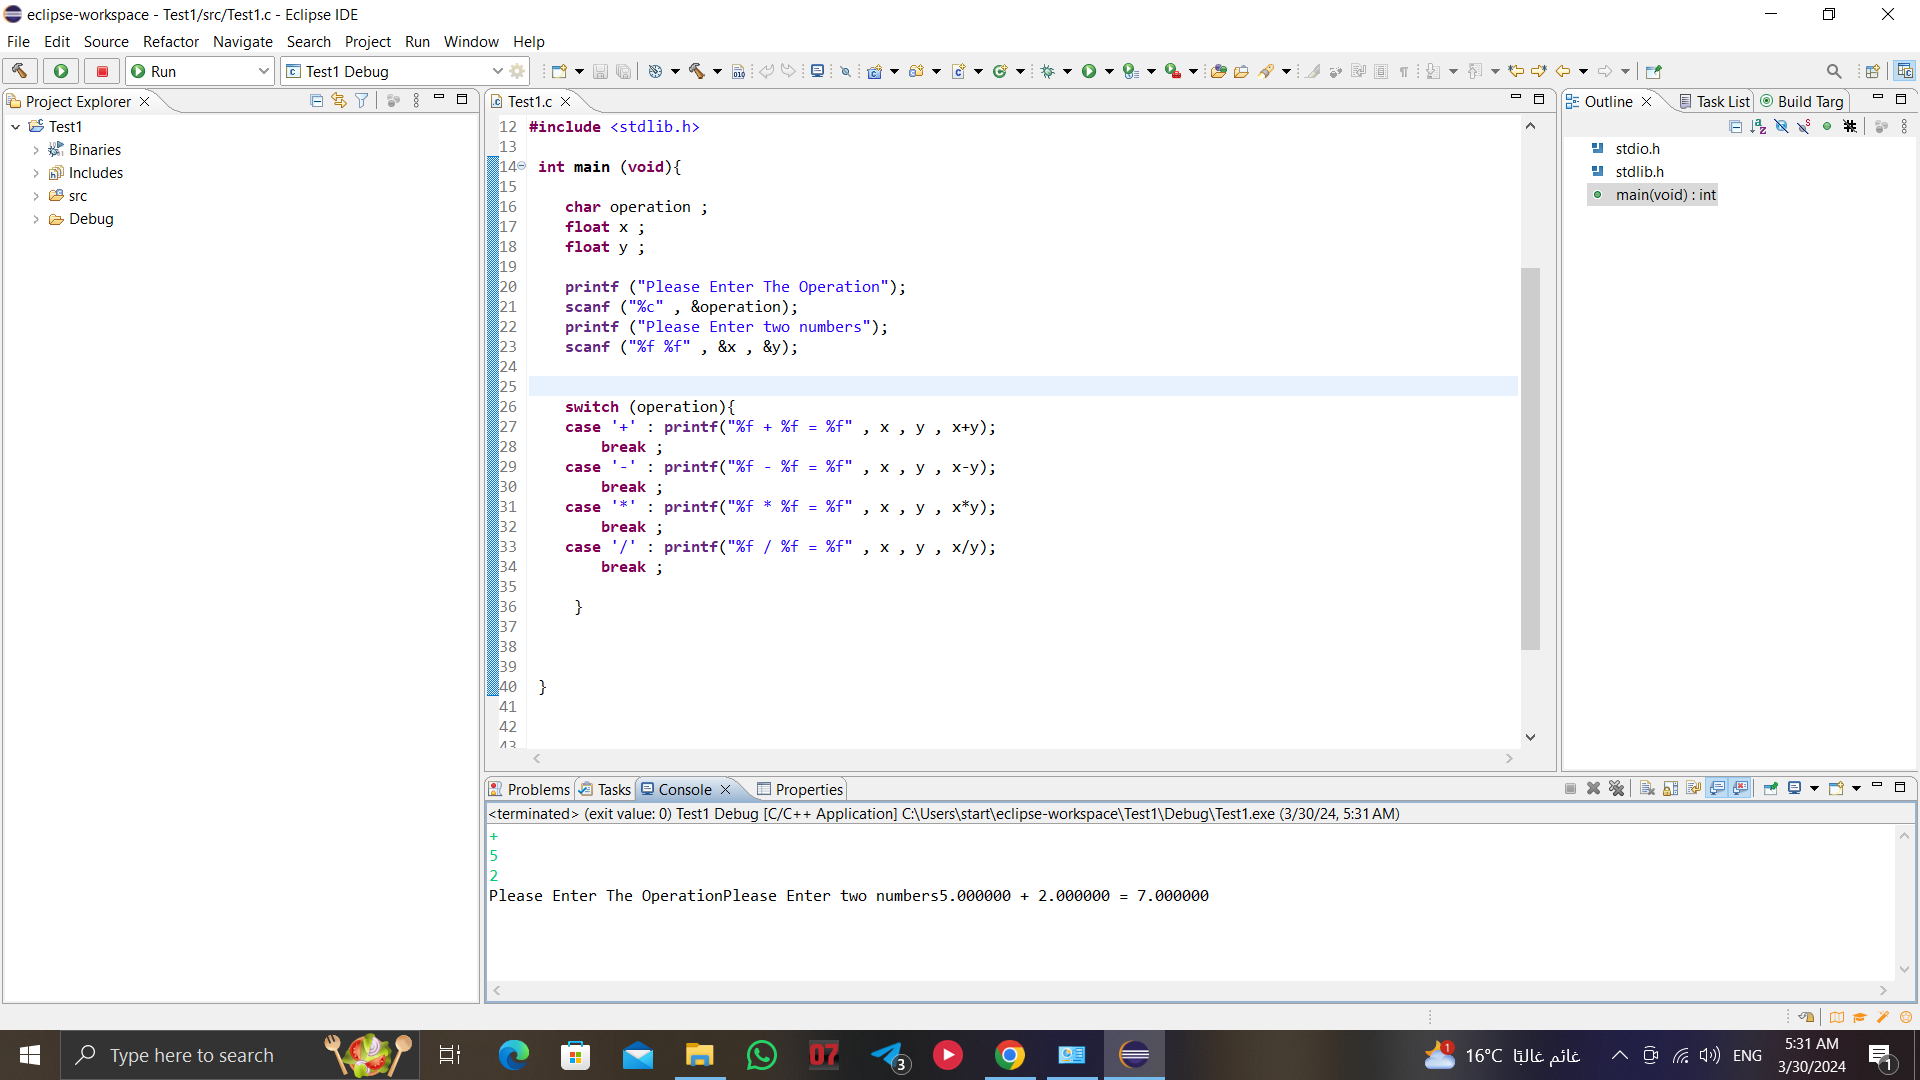 eclipse-workspace - Test1/src/Test1.c - Eclipse IDE
File Edit Source Refactor Navigate Search Project Run Window Help
Run Test1 Debug
Project Explorer
Test1
Binaries
Includes
src
Debug
Test1.c
12 #include <stdlib.h>
13
14 int main (void){
15
16 char operation ;
17 float x ;
18 float y ;
19
20 printf ("Please Enter The Operation");
21 scanf ("%c" , &operation);
22 printf ("Please Enter two numbers");
23 scanf ("%f %f" , &x , &y);
24
25
26 switch (operation){
27 case '+' : printf("%f + %f = %f" , x , y , x+y);
28 break ;
29 case '-' : printf("%f - %f = %f" , x , y , x-y);
30 break ;
31 case '*' : printf("%f * %f = %f" , x , y , x*y);
32 break ;
33 case '/' : printf("%f / %f = %f" , x , y , x/y);
34 break ;
35
36 }
37
38
39
40 }
41
42
43
Outline Task List Build Targ
stdio.h
stdlib.h
main(void) : int
Problems Tasks Console Properties
<terminated> (exit value: 0) Test1 Debug [C/C++ Application] C:\Users\start\eclipse-workspace\Test1\Debug\Test1.exe (3/30/24, 5:31 AM)
+
5
2
Please Enter The OperationPlease Enter two numbers5.000000 + 2.000000 = 7.000000
Type here to search
07
3
1
16°C غائم غالبًا
ENG
5:31 AM
3/30/2024
1